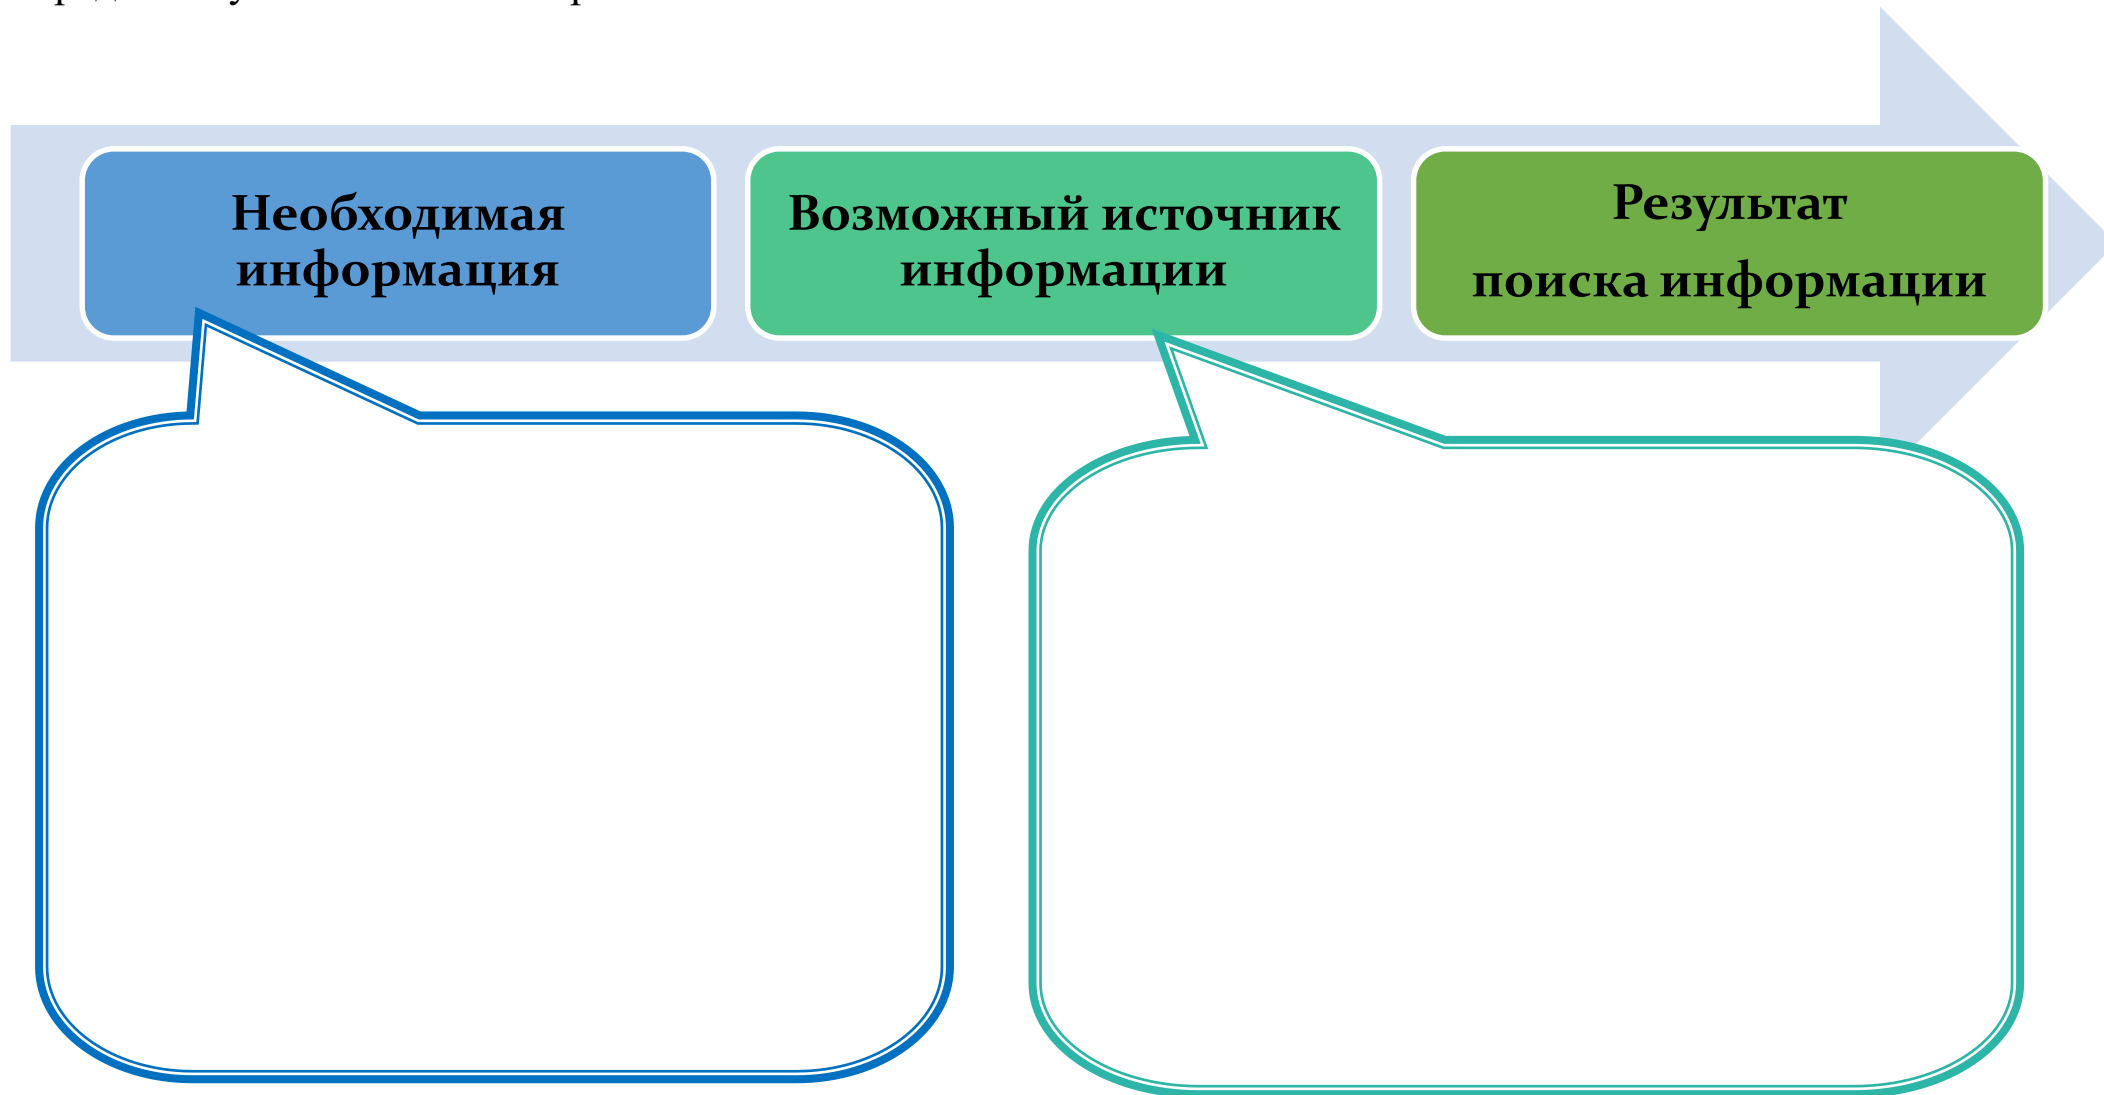 Необходимая
информация
Возможный источник
информации
Результат
поиска информации